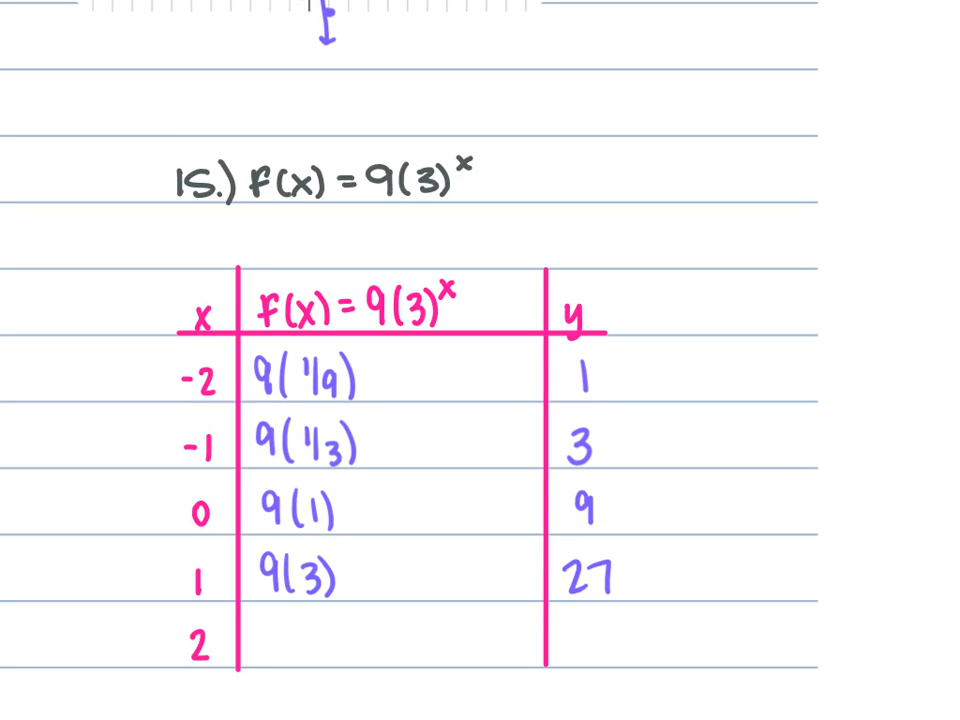 15.) f(x) = 9(3)^x
x f(x) = 9(3)^x y
-2 9(1/9) 1
-1 9(1/3) 3
0 9(1) 9
1 9(3) 27
2